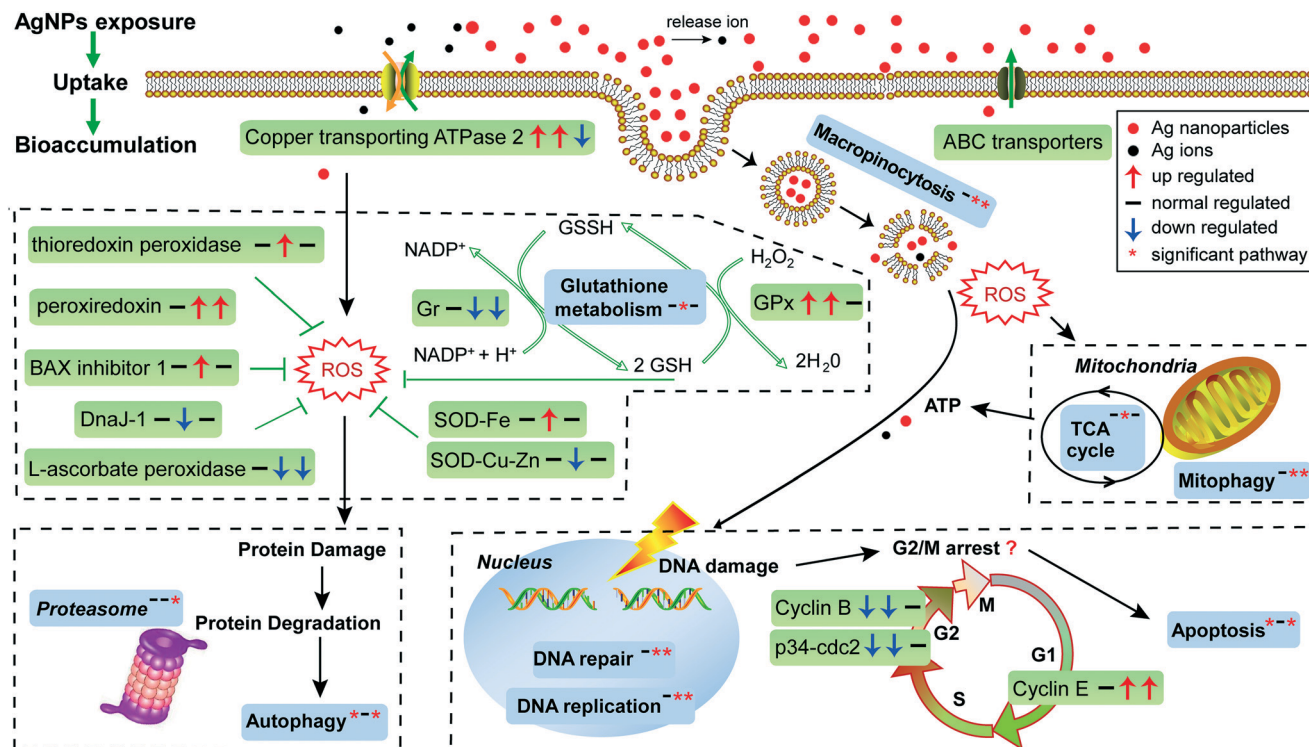 AgNPs exposure
Uptake
Bioaccumulation
release ion
Copper transporting ATPase 2
ABC transporters
Macropinocytosis -**
Ag nanoparticles
Ag ions
up regulated
normal regulated
down regulated
* significant pathway
thioredoxin peroxidase
peroxiredoxin
BAX inhibitor 1
DnaJ-1
L-ascorbate peroxidase
ROS
SOD-Fe
SOD-Cu-Zn
NADP⁺
GSSH
H₂O₂
Gr
Glutathione
metabolism -*-
GPx
NADP⁺ + H⁺
2 GSH
2H₂0
ROS
Mitochondria
ATP
TCA -*-
cycle
Mitophagy -**
Protein Damage
Proteasome --*
Protein Degradation
Autophagy *-*
Nucleus
DNA damage
DNA repair -**
DNA replication -**
G2/M arrest ?
Cyclin B
p34-cdc2
M
G2
G1
S
Cyclin E
Apoptosis *-*